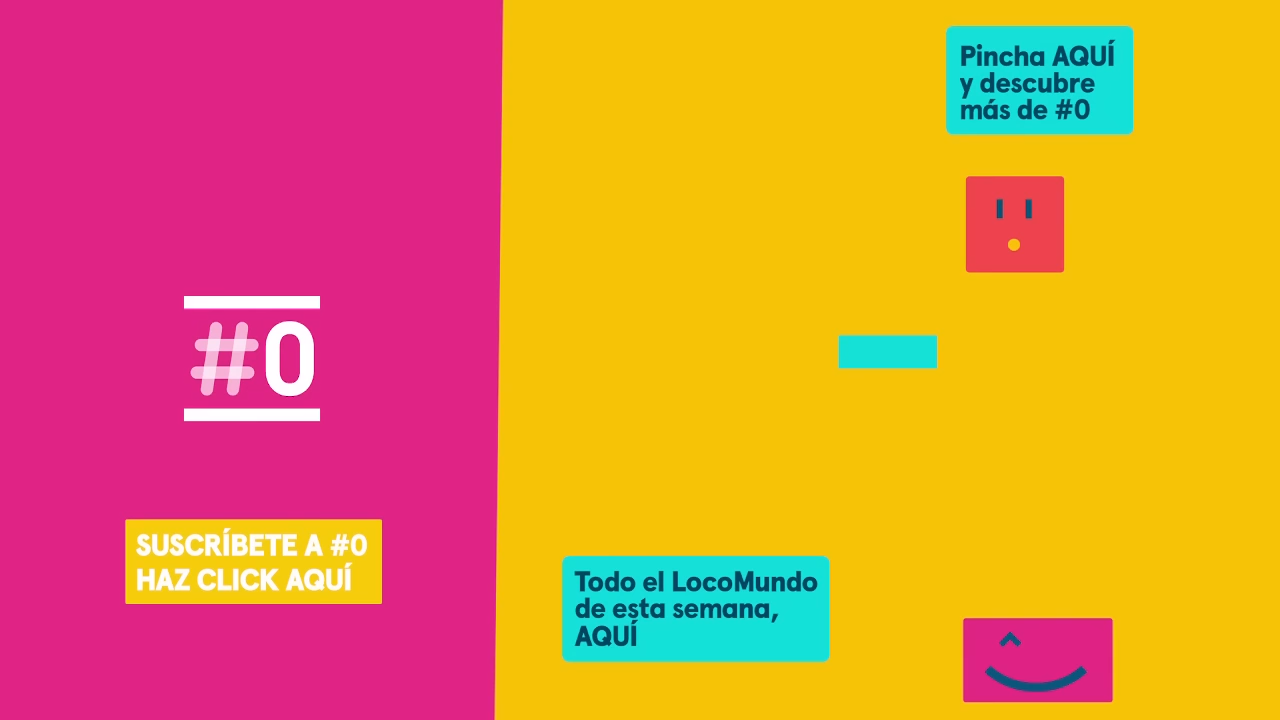 #0
SUSCRÍBETE A #0
HAZ CLICK AQUÍ
Pincha AQUÍ
y descubre
más de #0
Todo el LocoMundo
de esta semana,
AQUÍ